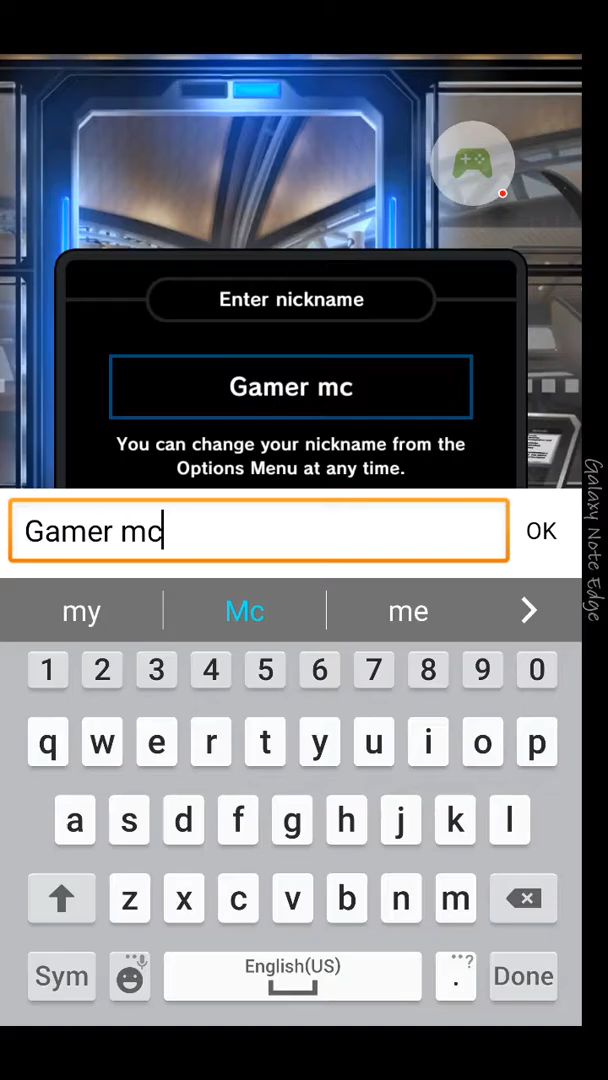 Enter nickname
Gamer mc
You can change your nickname from the
Options Menu at any time.
Gamer mc
OK
my
Mc
me
1 2 3 4 5 6 7 8 9 0
q w e r t y u i o p
a s d f g h j k l
z x c v b n m
Sym
English(US)
. ..?
Done
Galaxy Note Edge